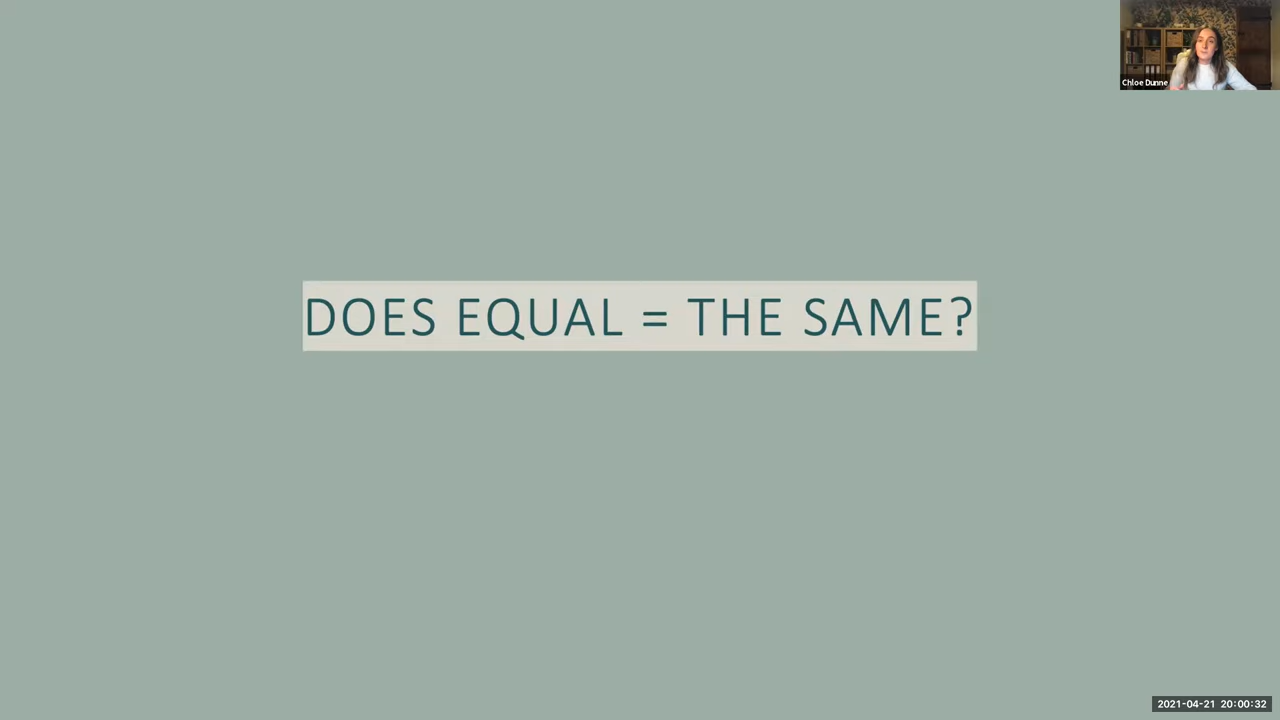 Chloe Dunne
DOES EQUAL = THE SAME?
2021-04-21 20:00:32